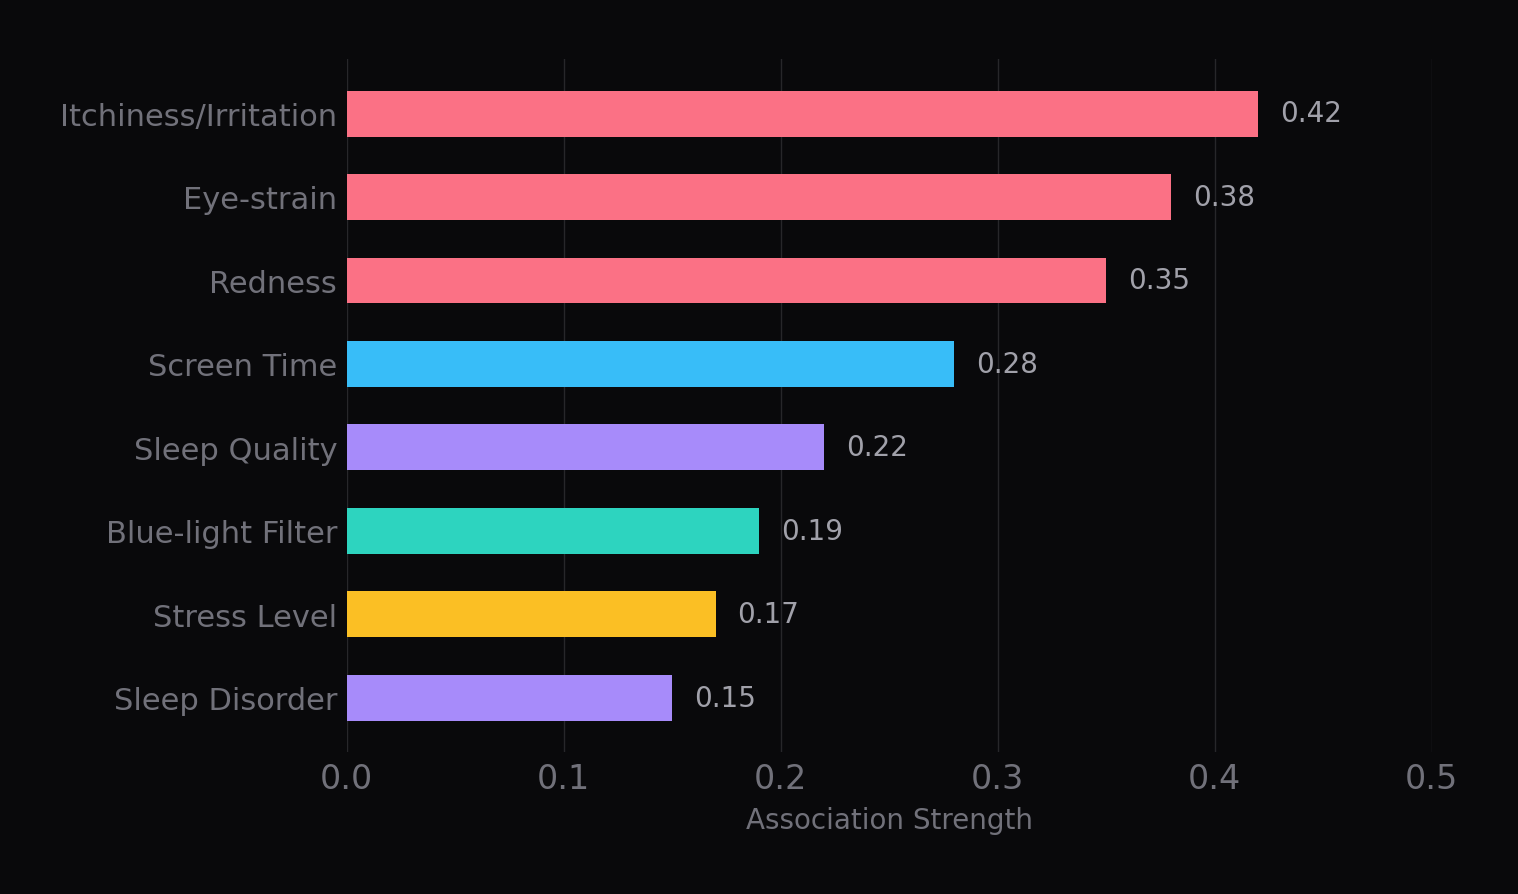 Itchiness/Irritation 0.42
Eye-strain 0.38
Redness 0.35
Screen Time 0.28
Sleep Quality 0.22
Blue-light Filter 0.19
Stress Level 0.17
Sleep Disorder 0.15
0.0 0.1 0.2 0.3 0.4 0.5
Association Strength